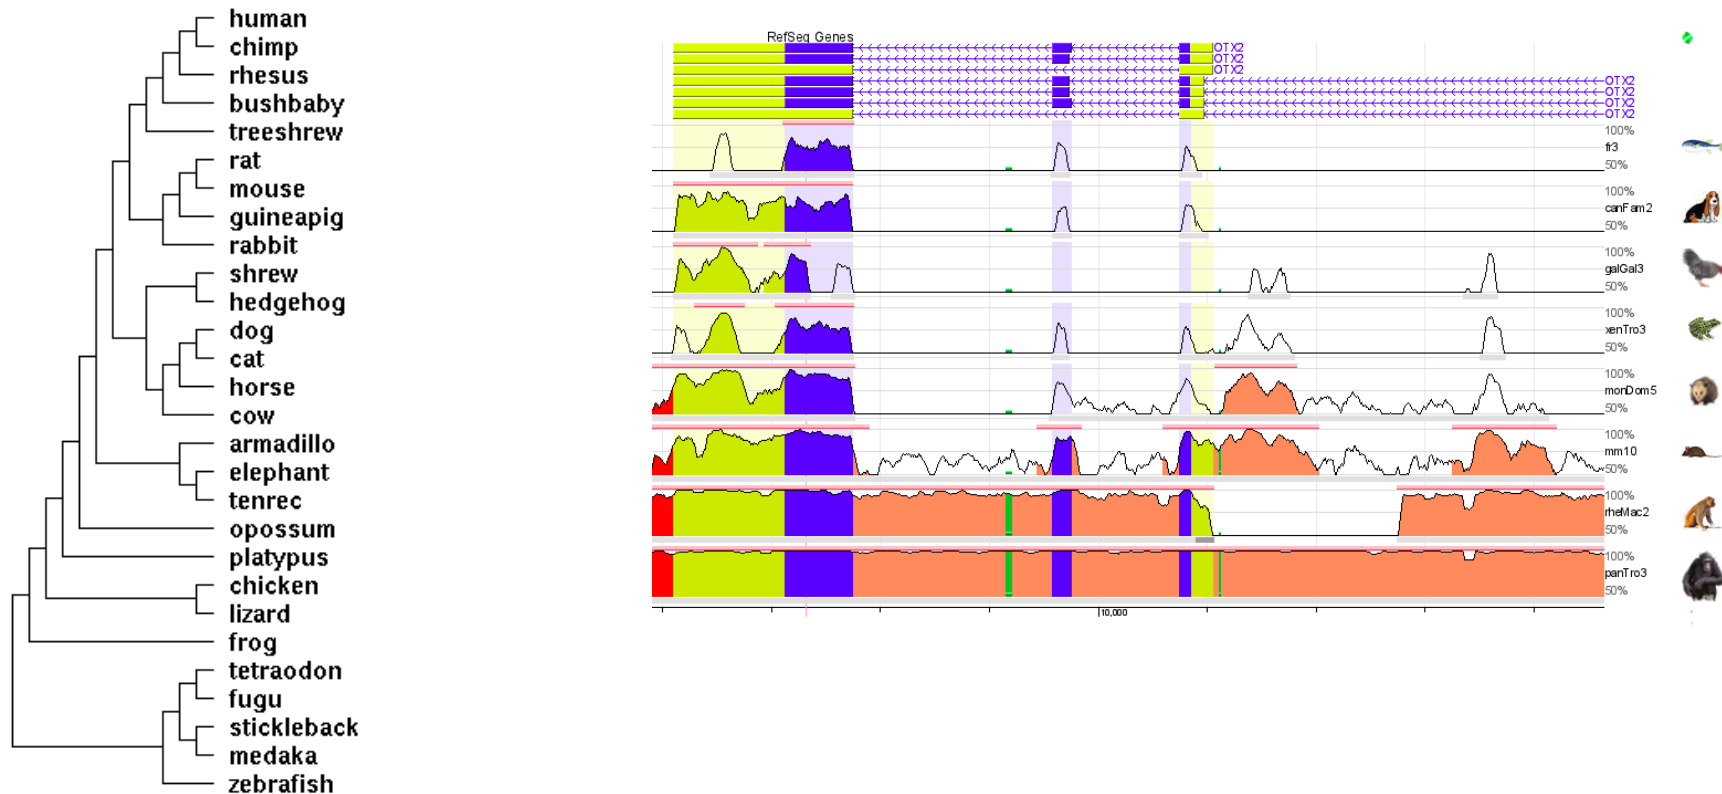 human
chimp
rhesus
bushbaby
treeshrew
rat
mouse
guineapig
rabbit
shrew
hedgehog
dog
cat
horse
cow
armadillo
elephant
tenrec
opossum
platypus
chicken
lizard
frog
tetraodon
fugu
stickleback
medaka
zebrafish
RefSeq Genes
OTX2
OTX2
OTX2
OTX2
OTX2
OTX2
OTX2
100%
fr3
50%
100%
canFam2
50%
100%
galGal3
50%
100%
xenTro3
50%
100%
monDom5
50%
100%
mm10
50%
100%
rheMac2
50%
100%
panTro3
50%
10,000